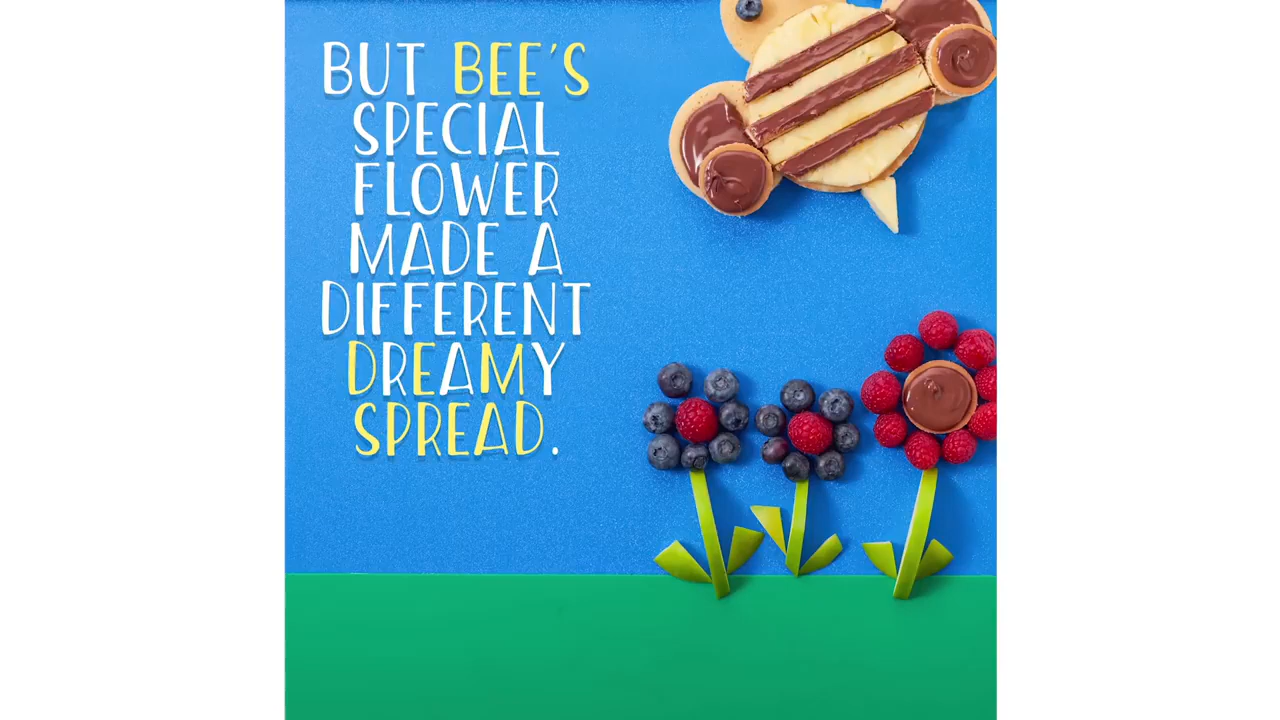 BUT BEE'S
SPECIAL
FLOWER
MADE A
DIFFERENT
DREAMY
SPREAD.